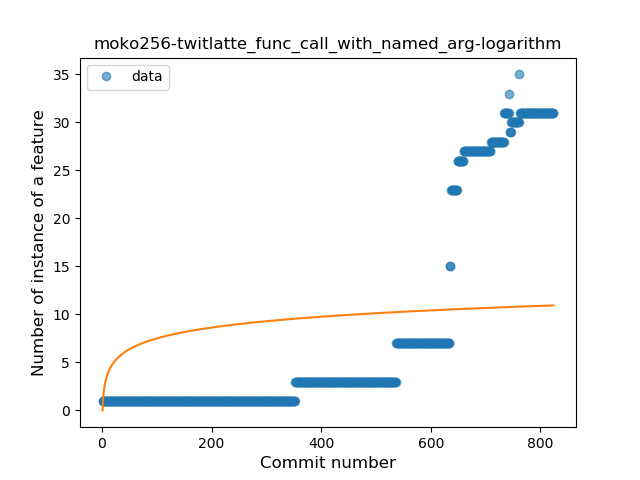 moko256-twitlatte_func_call_with_named_arg-logarithm
data
Number of instance of a feature
35
30
25
20
15
10
5
0
0 200 400 600 800
Commit number